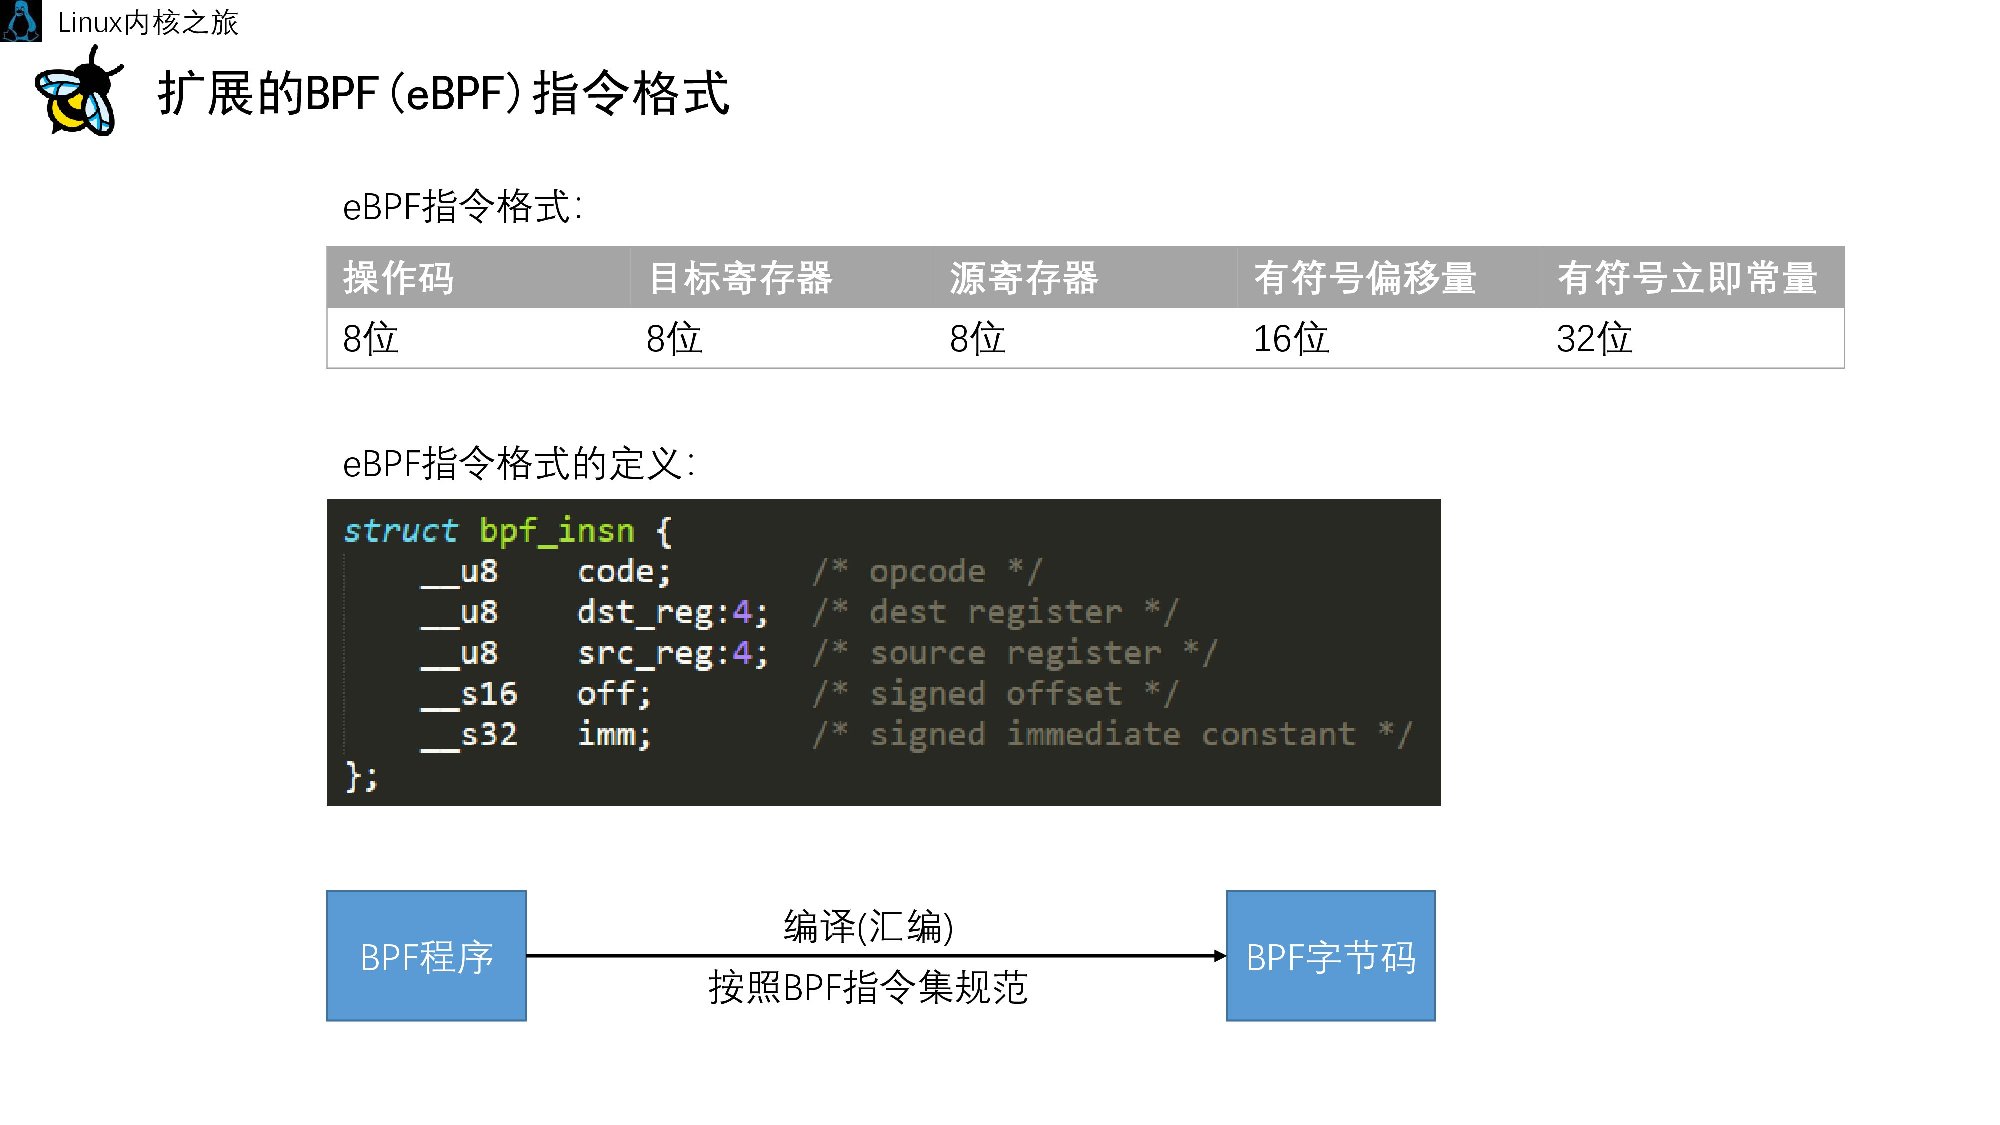 Linux内核之旅
扩展的BPF(eBPF)指令格式
eBPF指令格式：
操作码 目标寄存器 源寄存器 有符号偏移量 有符号立即常量
8位 8位 8位 16位 32位
eBPF指令格式的定义：
struct bpf_insn {
    __u8    code;       /* opcode */
    __u8    dst_reg:4;  /* dest register */
    __u8    src_reg:4;  /* source register */
    __s16   off;        /* signed offset */
    __s32   imm;        /* signed immediate constant */
};
编译(汇编)
BPF程序 BPF字节码
按照BPF指令集规范